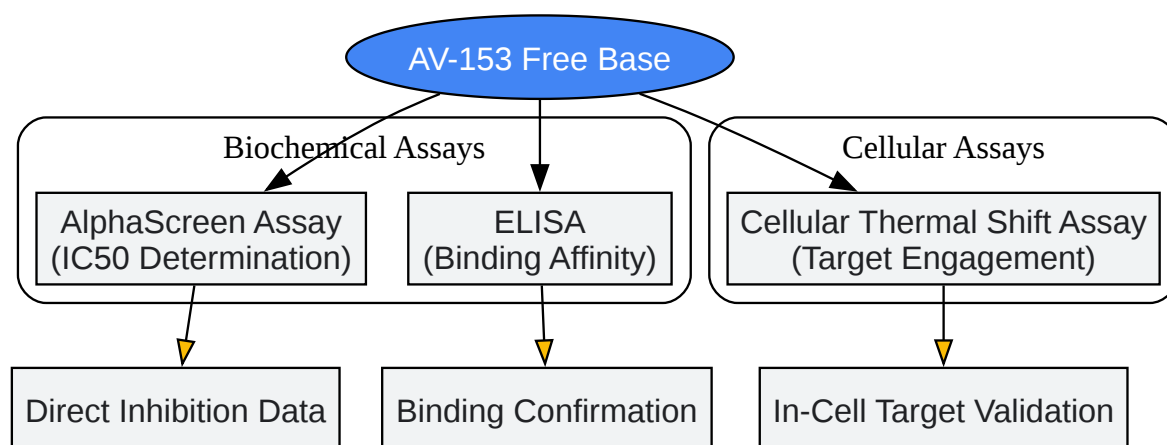 AV-153 Free Base
Biochemical Assays
Cellular Assays
AlphaScreen Assay
(IC50 Determination)
ELISA
(Binding Affinity)
Cellular Thermal Shift Assay
(Target Engagement)
Direct Inhibition Data
Binding Confirmation
In-Cell Target Validation